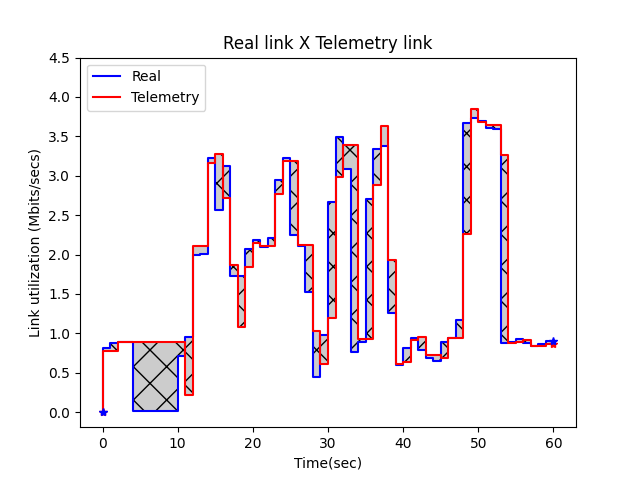 Real link X Telemetry link
Real
Telemetry
Link utilization (Mbits/secs)
4.5
4.0
3.5
3.0
2.5
2.0
1.5
1.0
0.5
0.0
0 10 20 30 40 50 60
Time(sec)